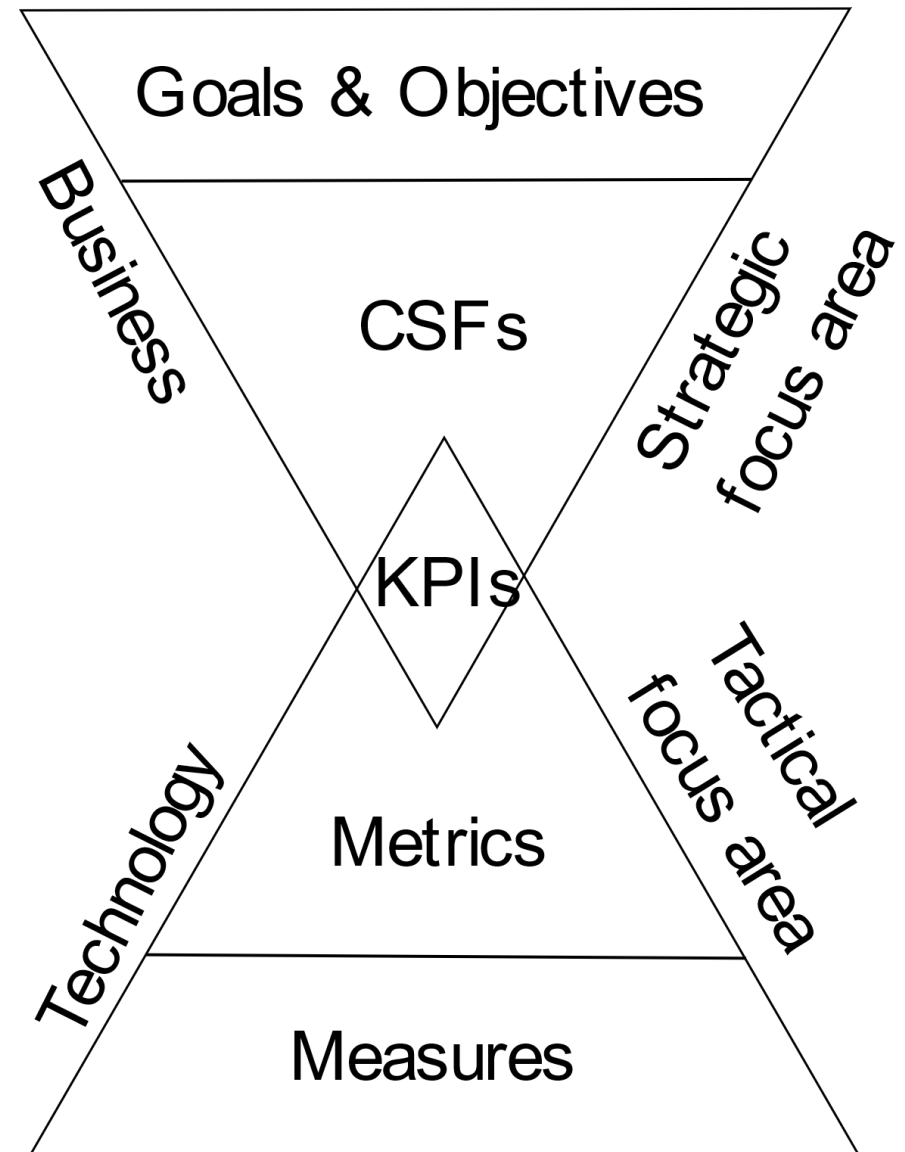 Goals & Objectives
Business
CSFs
Strategic
focus area
KPIs
Tactical
focus area
Technology
Metrics
Measures